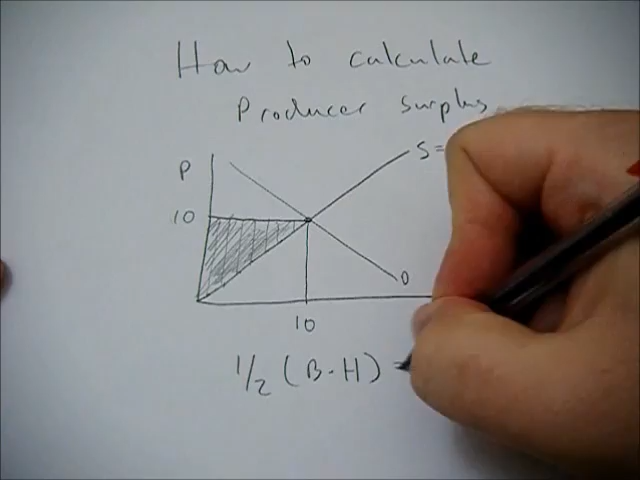 How to calculate
Producer surplus
P
S=
10
D
10
1/2 (B·H) =